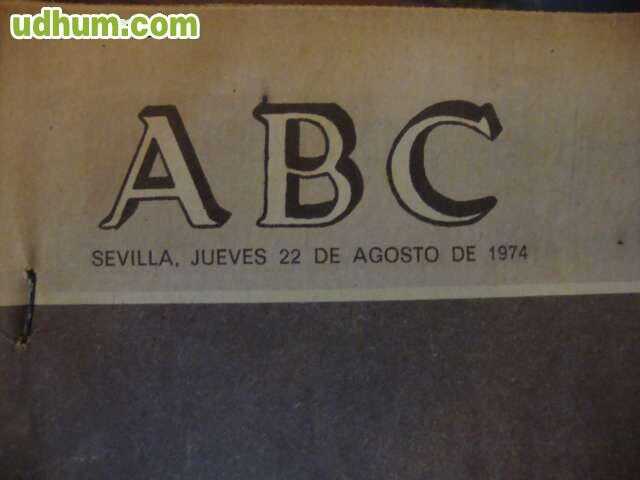 udhum.com
ABC
SEVILLA, JUEVES 22 DE AGOSTO DE 1974